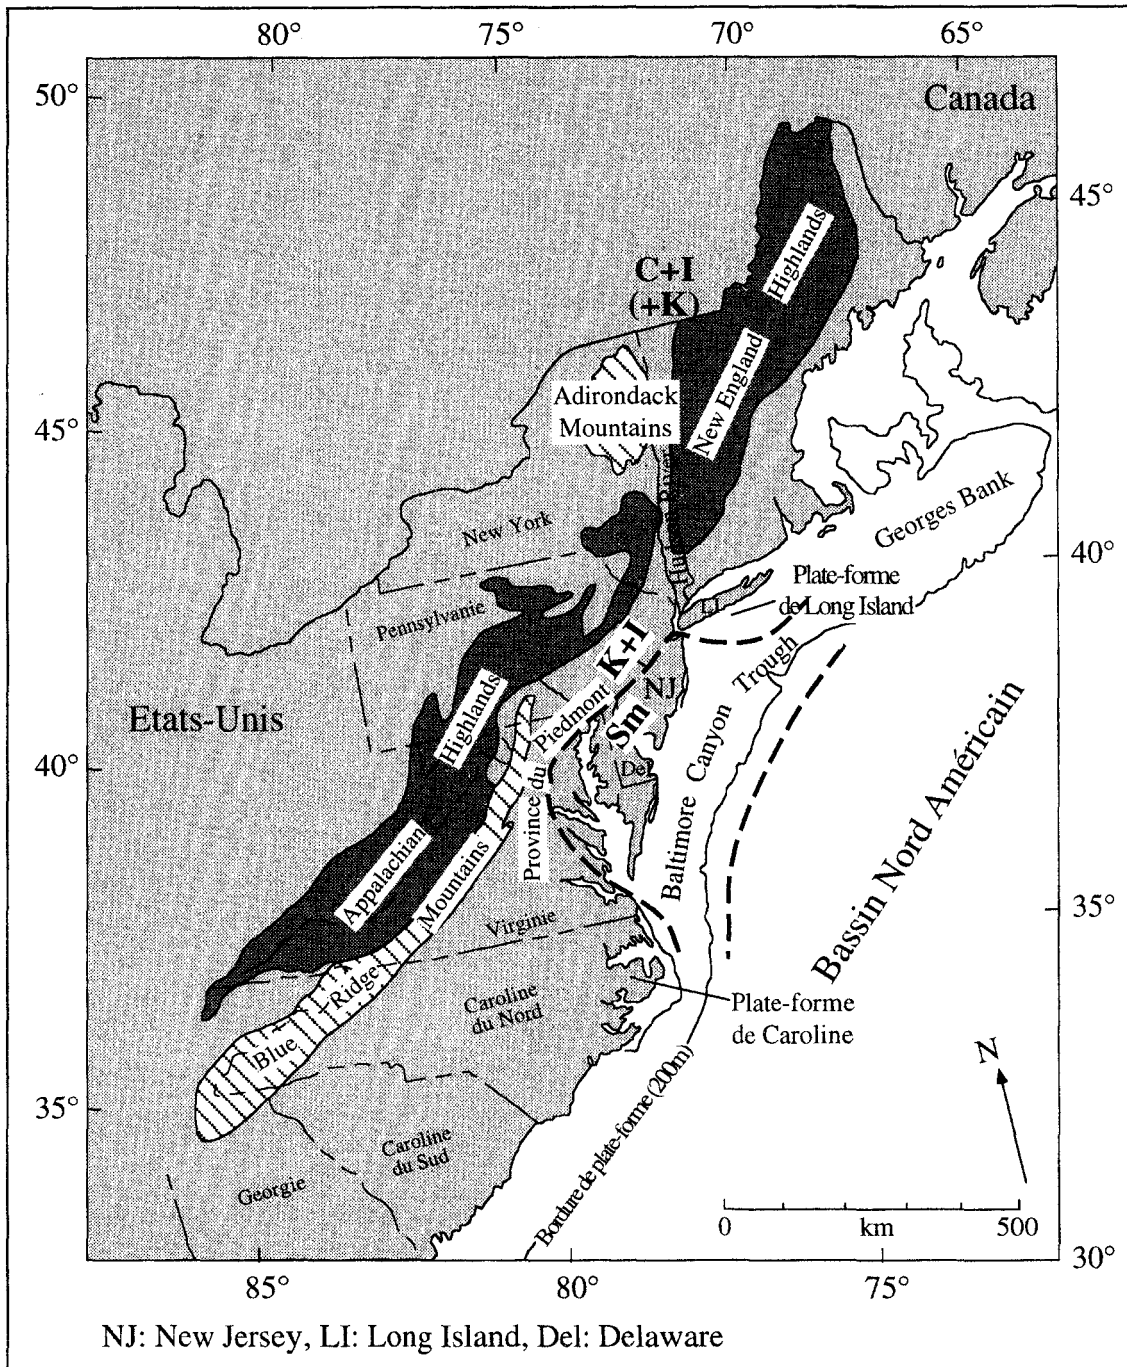 80°
75°
70°
65°
50°
Canada
45°
Highlands
C+I
(+K)
New England
Adirondack
Mountains
45°
Georges Bank
New York
40°
Plate-forme
de Long Island
LI
Pennsylvanie
K+I
NJ
Trough
Piedmont
Sm
Highlands
Etats-Unis
Canyon
40°
Del
Province du
Baltimore
Bassin Nord Américain
Mountains
Appalachian
35°
Virginie
Ridge
Caroline
du Nord
Plate-forme
de Caroline
Blue
N
35°
Bordure de plate-forme (200m)
Caroline
du Sud
Georgie
0
km
500
30°
85°
80°
75°
NJ: New Jersey, LI: Long Island, Del: Delaware